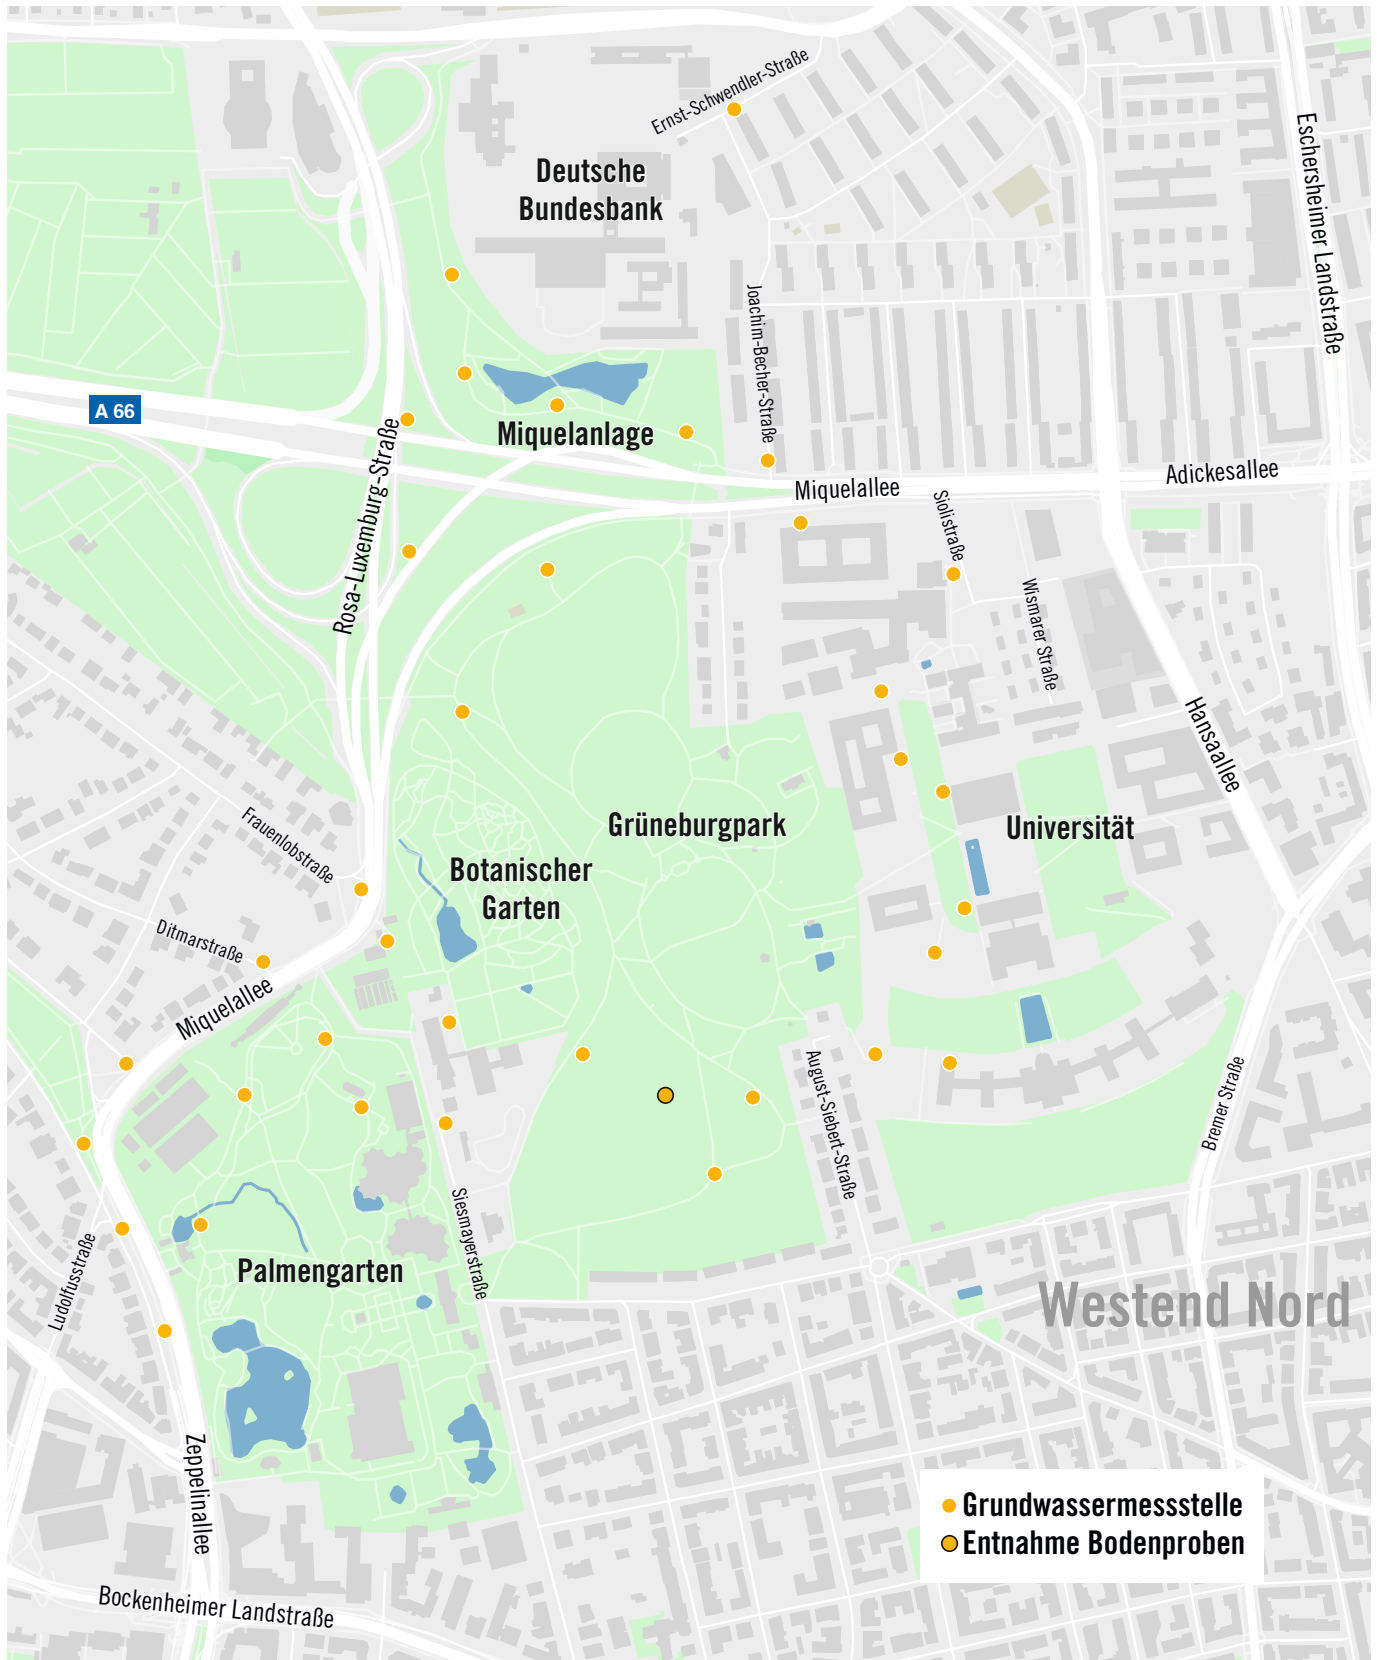 Ernst-Schwendler-Straße
Eschersheimer Landstraße
Deutsche
Bundesbank
Joachim-Becher-Straße
A 66
Rosa-Luxemburg-Straße
Miquelanlage
Miquelallee
Adickesallee
Siolistraße
Wismarer Straße
Hansaallee
Grüneburgpark
Universität
Frauenlobstraße
Botanischer
Garten
Ditmarstraße
Miquelallee
August-Siebert-Straße
Bremer Straße
Siesmayerstraße
Ludolfusstraße
Palmengarten
Westend Nord
Zeppelinallee
Grundwassermessstelle
Entnahme Bodenproben
Bockenheimer Landstraße